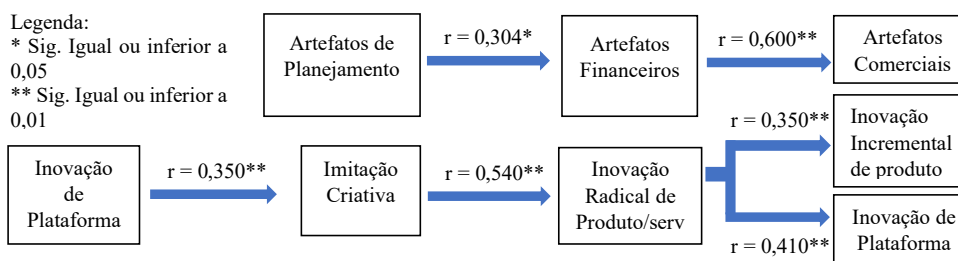 Legenda:
* Sig. Igual ou inferior a
0,05
** Sig. Igual ou inferior a
0,01
Artefatos de
Planejamento
r = 0,304*
Artefatos
Financeiros
r = 0,600**
Artefatos
Comerciais
Inovação
de
Plataforma
r = 0,350**
Imitação
Criativa
r = 0,540**
Inovação
Radical de
Produto/serv
r = 0,350**
Inovação
Incremental
de produto
r = 0,410**
Inovação de
Plataforma